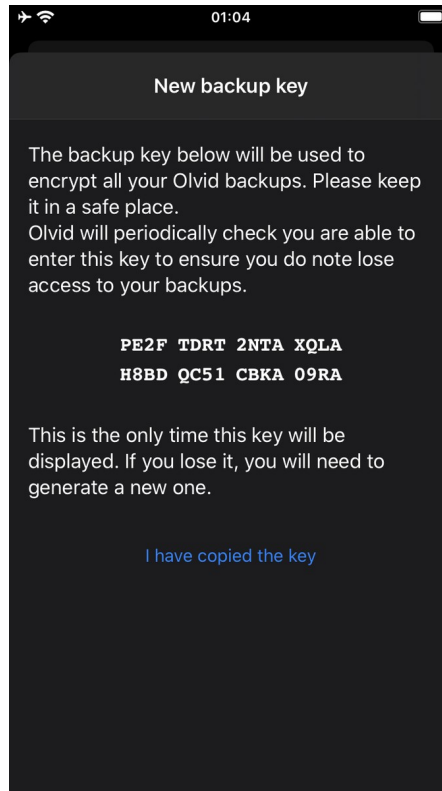 01:04
New backup key
The backup key below will be used to
encrypt all your Olvid backups. Please keep
it in a safe place.
Olvid will periodically check you are able to
enter this key to ensure you do note lose
access to your backups.
PE2F TDRT 2NTA XQLA
H8BD QC51 CBKA 09RA
This is the only time this key will be
displayed. If you lose it, you will need to
generate a new one.
I have copied the key